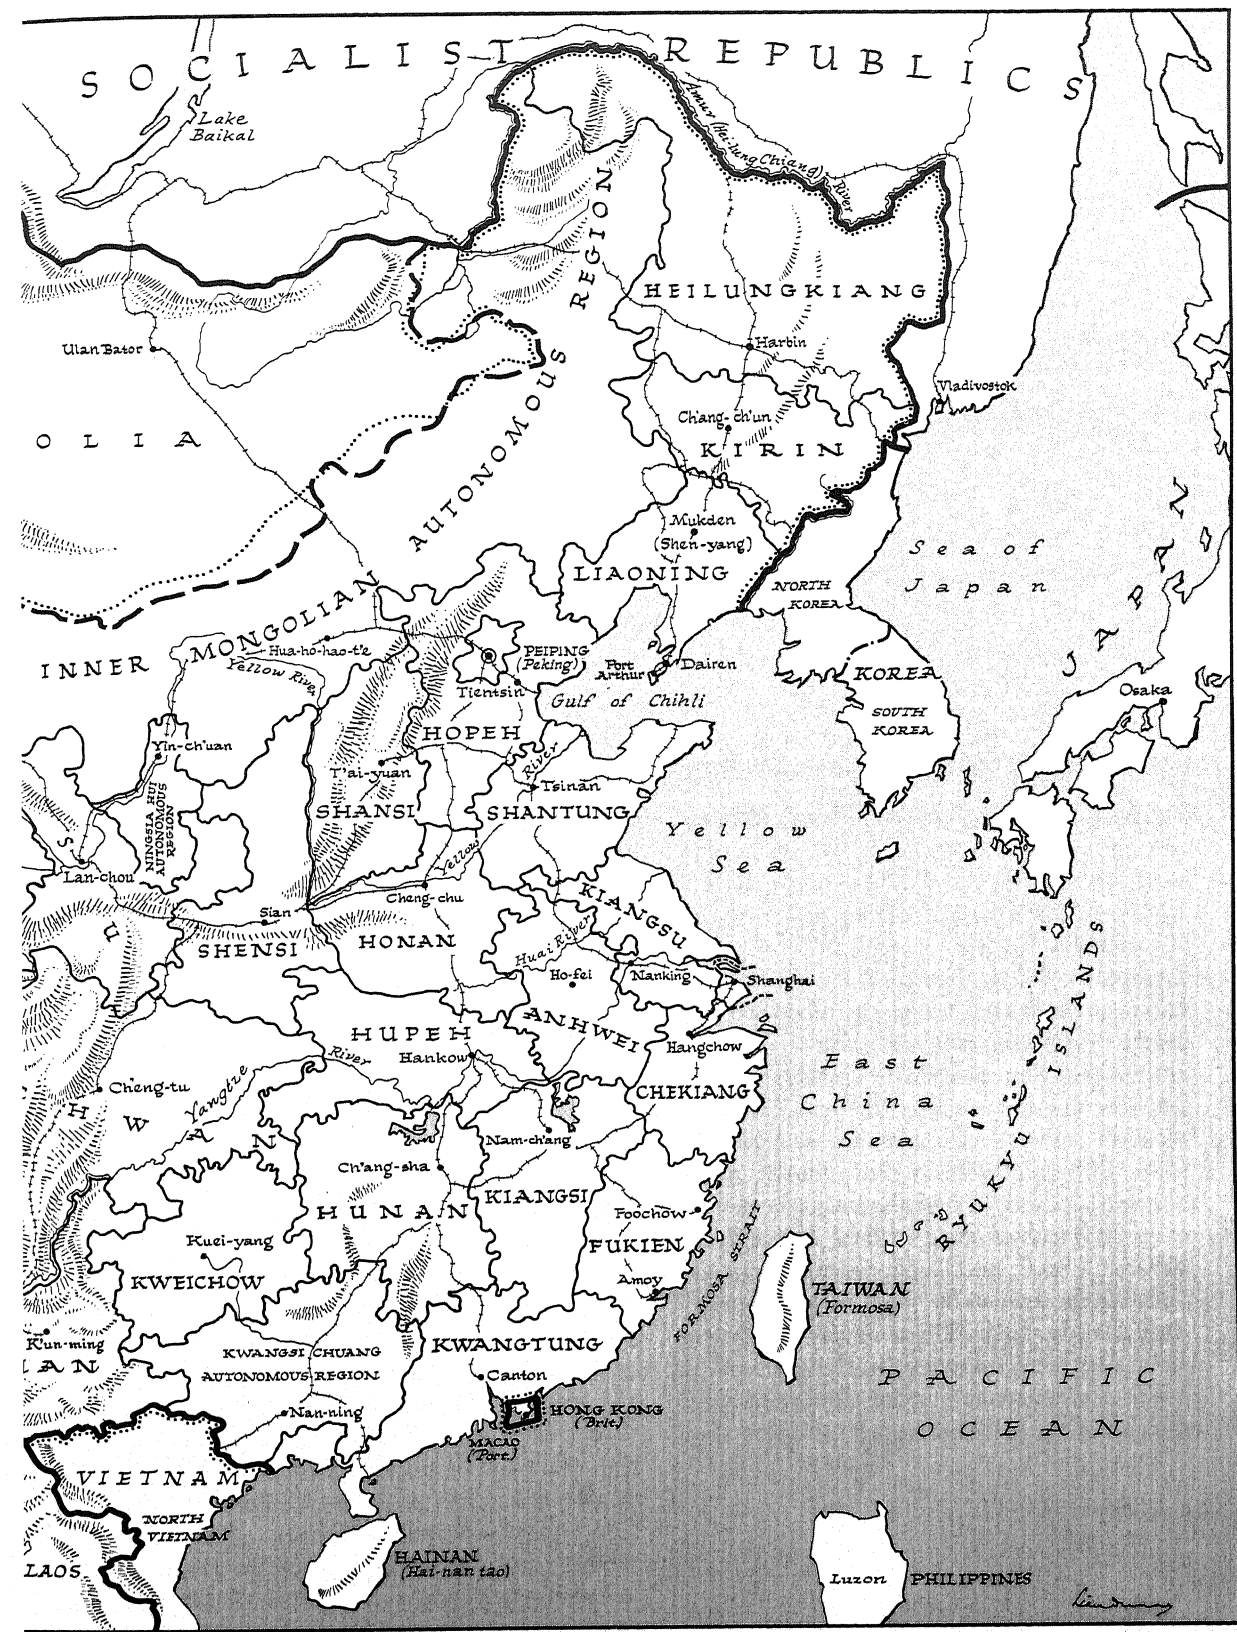 SOCIALIST REPUBLICS
Lake
Baikal
Amur (Hei-lung Chiang) River
HEILUNGKIANG
Ulan Bator
Harbin
Vladivostok
OLIA
Ch'ang-ch'un
KIRIN
INNER MONGOLIAN AUTONOMOUS REGION
Mukden
(Shen-yang)
LIAONING
NORTH
KOREA
Sea of
Japan
JAPAN
Osaka
Hua-ho-hao-t'e
Yellow River
PEIPING
(Peking)
Tientsin
Port
Arthur
Dairen
Gulf of Chihli
KOREA
SOUTH
KOREA
HOPEH
Yin-ch'uan
NINGSIA HUI
AUTONOMOUS
REGION
T'ai-yuan
SHANSI
River
Tsinan
SHANTUNG
Yellow
Sea
S
Lan-chou
Yellow
Cheng-chu
Sian
SHENSI
HONAN
KIANGSU
Huai River
Ho-fei
Nanking
Shanghai
U
HUPEH
Hankow
ANHWEI
Hangchow
CHEKIANG
East
China
Sea
RYUKYU ISLANDS
Ch'eng-tu
Yangtze River
HWAN
Nam-ch'ang
Ch'ang-sha
HUNAN
KIANGSI
Foochow
FUKIEN
Amoy
FORMOSA STRAIT
TAIWAN
(Formosa)
Kuei-yang
KWEICHOW
K'un-ming
AN
KWANGSI CHUANG
AUTONOMOUS REGION
KWANGTUNG
Canton
HONG KONG
(Brit.)
MACAO
(Port.)
Nan-ning
PACIFIC
OCEAN
VIETNAM
NORTH
VIETNAM
LAOS
HAINAN
(Hai-nan tao)
Luzon
PHILIPPINES